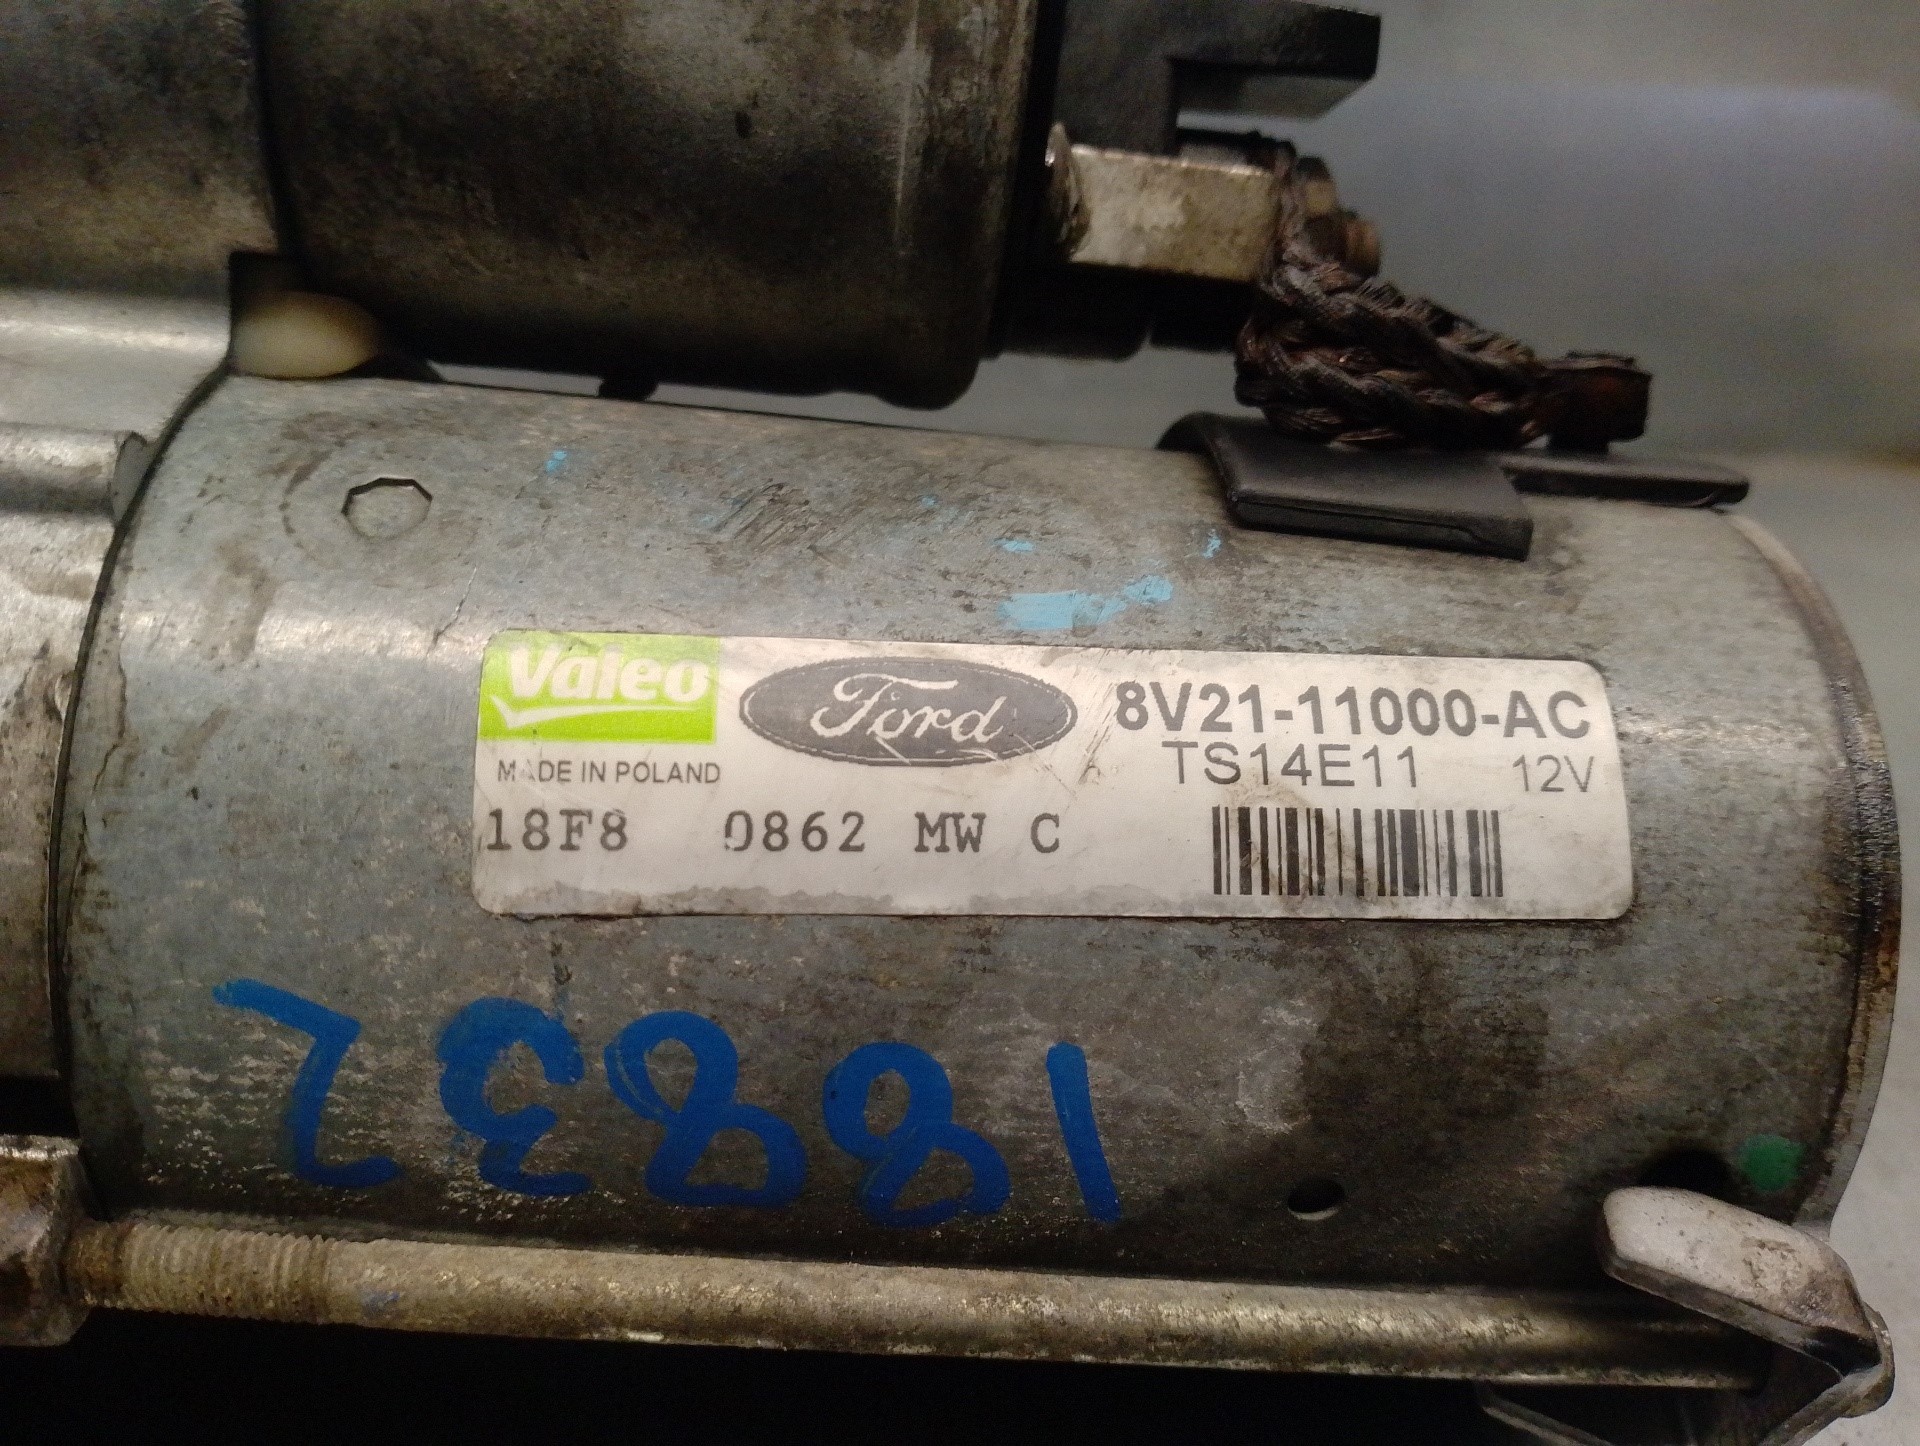 Valeo Ford 8V21-11000-AC
MADE IN POLAND TS14E11 12V
18F8 0862 MW C
18832